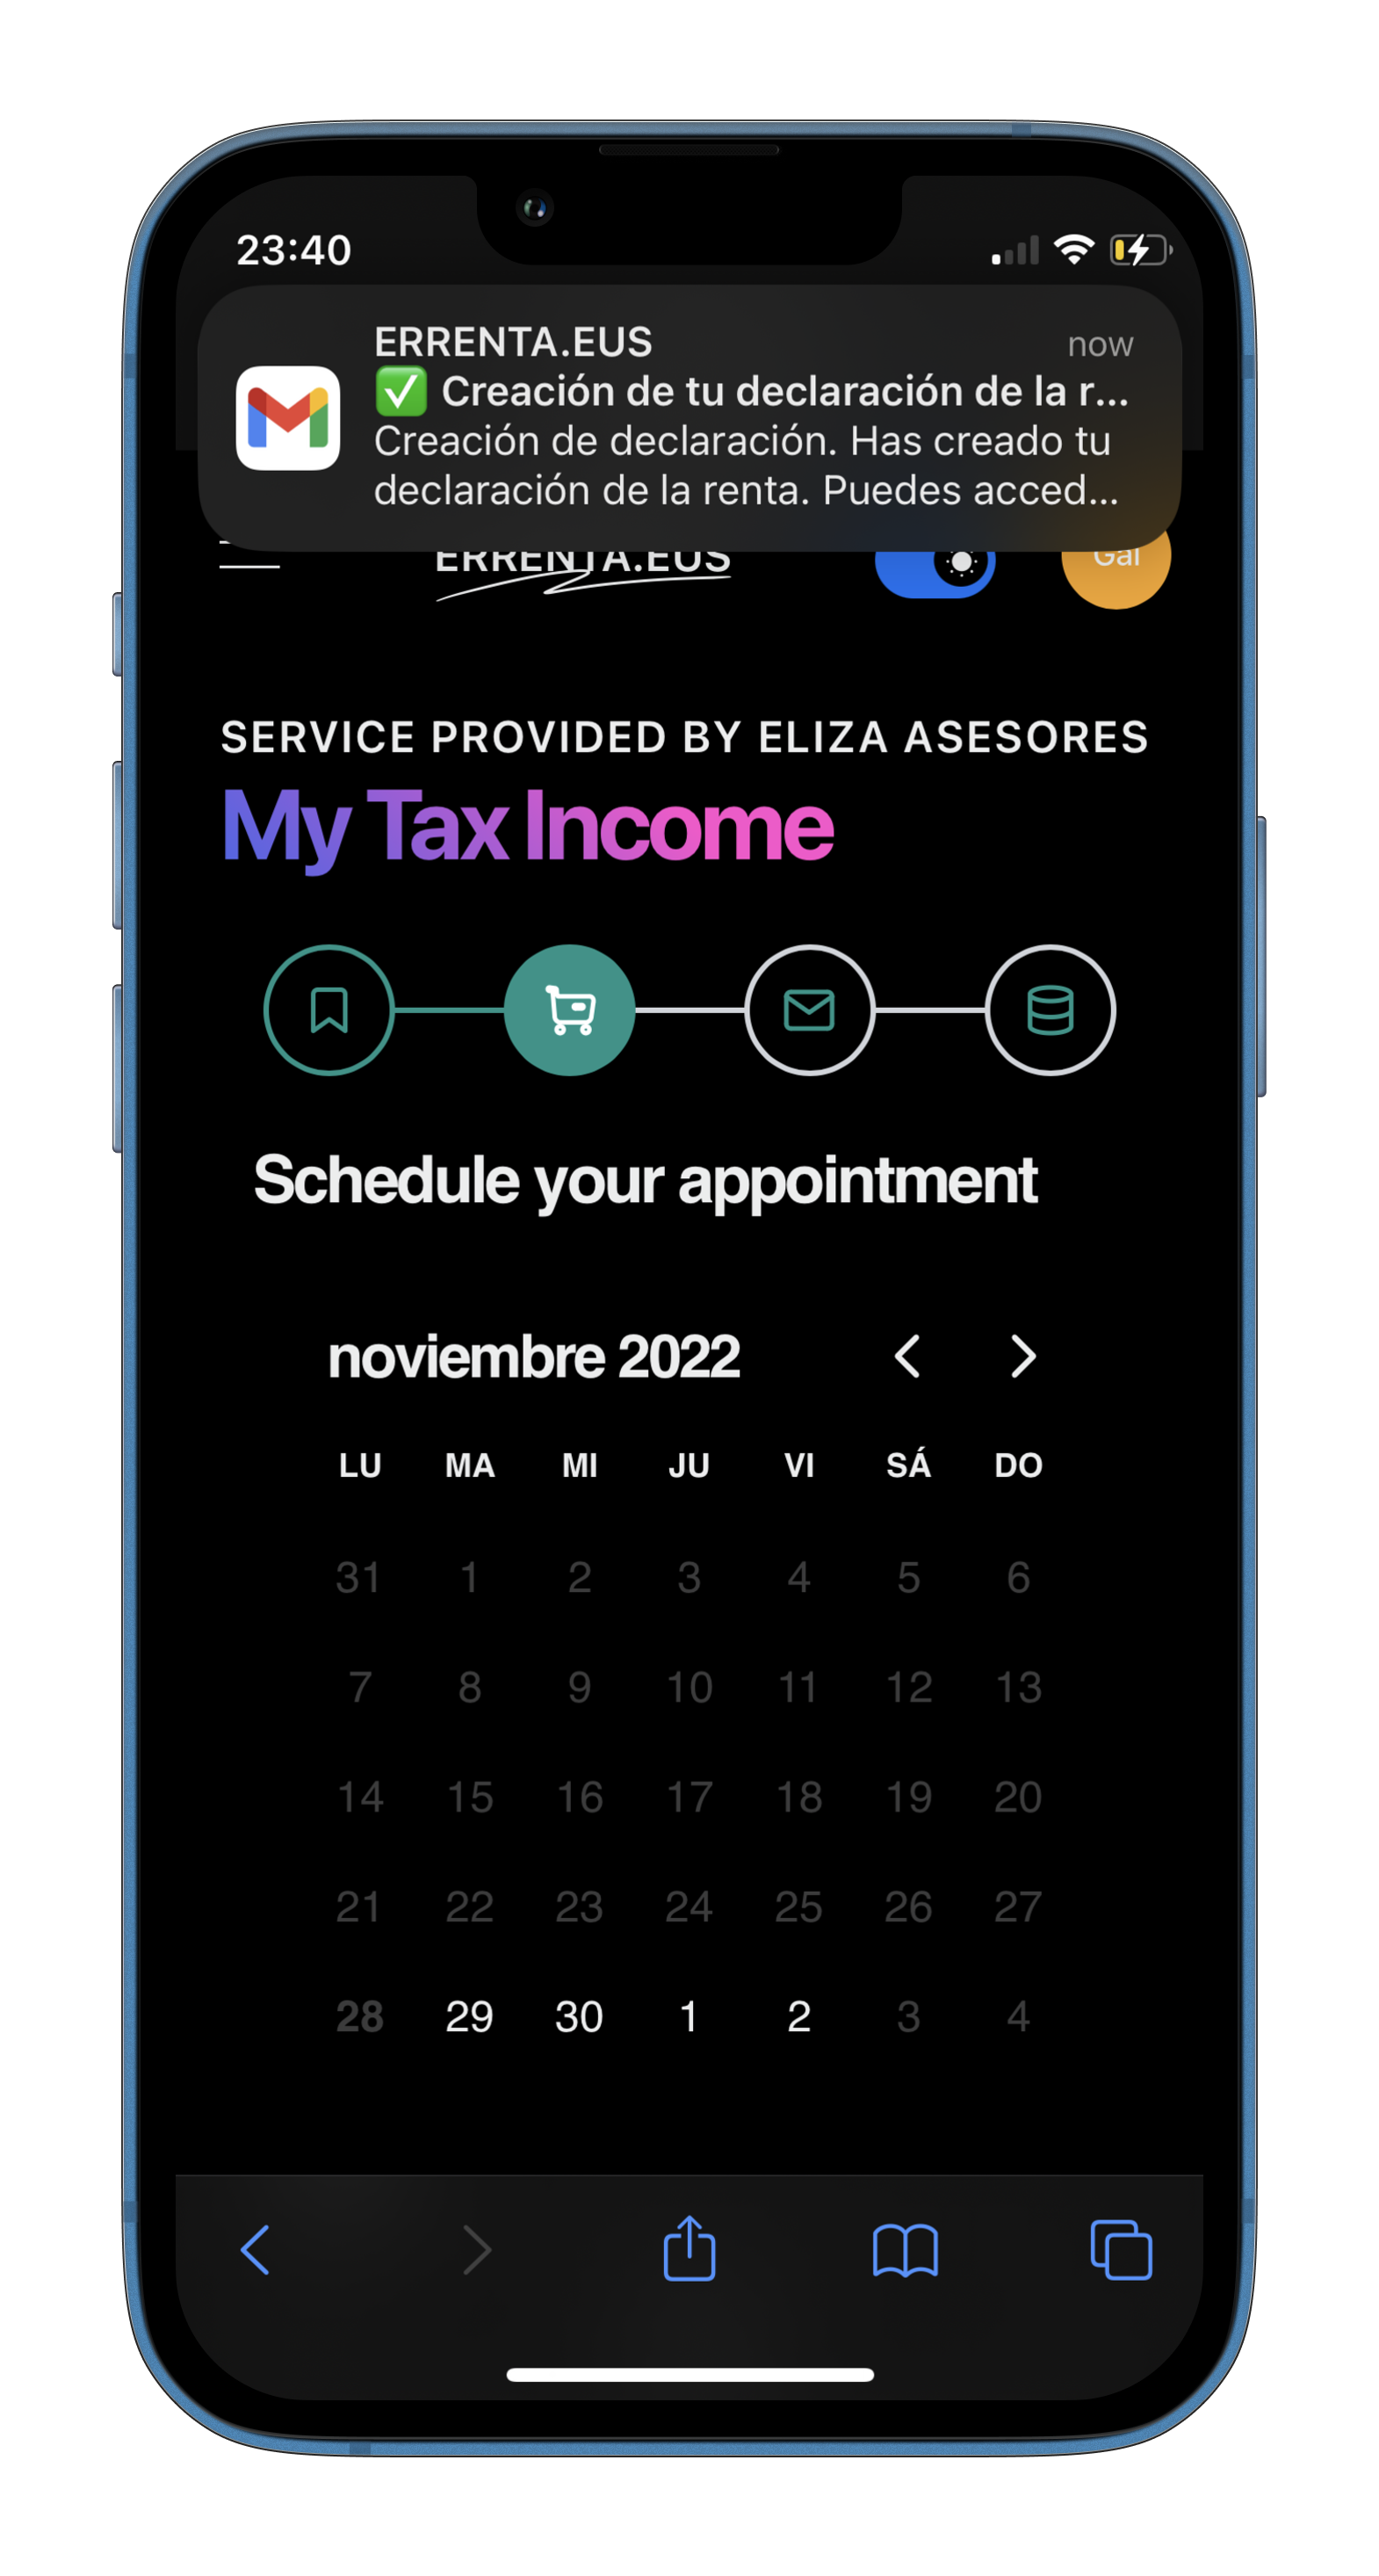 23:40
ERRENTA.EUS now
✅ Creación de tu declaración de la r...
Creación de declaración. Has creado tu
declaración de la renta. Puedes acced...
ERRENTA.EUS Gal
SERVICE PROVIDED BY ELIZA ASESORES
My Tax Income
Schedule your appointment
noviembre 2022
LU MA MI JU VI SÁ DO
31 1 2 3 4 5 6
7 8 9 10 11 12 13
14 15 16 17 18 19 20
21 22 23 24 25 26 27
28 29 30 1 2 3 4